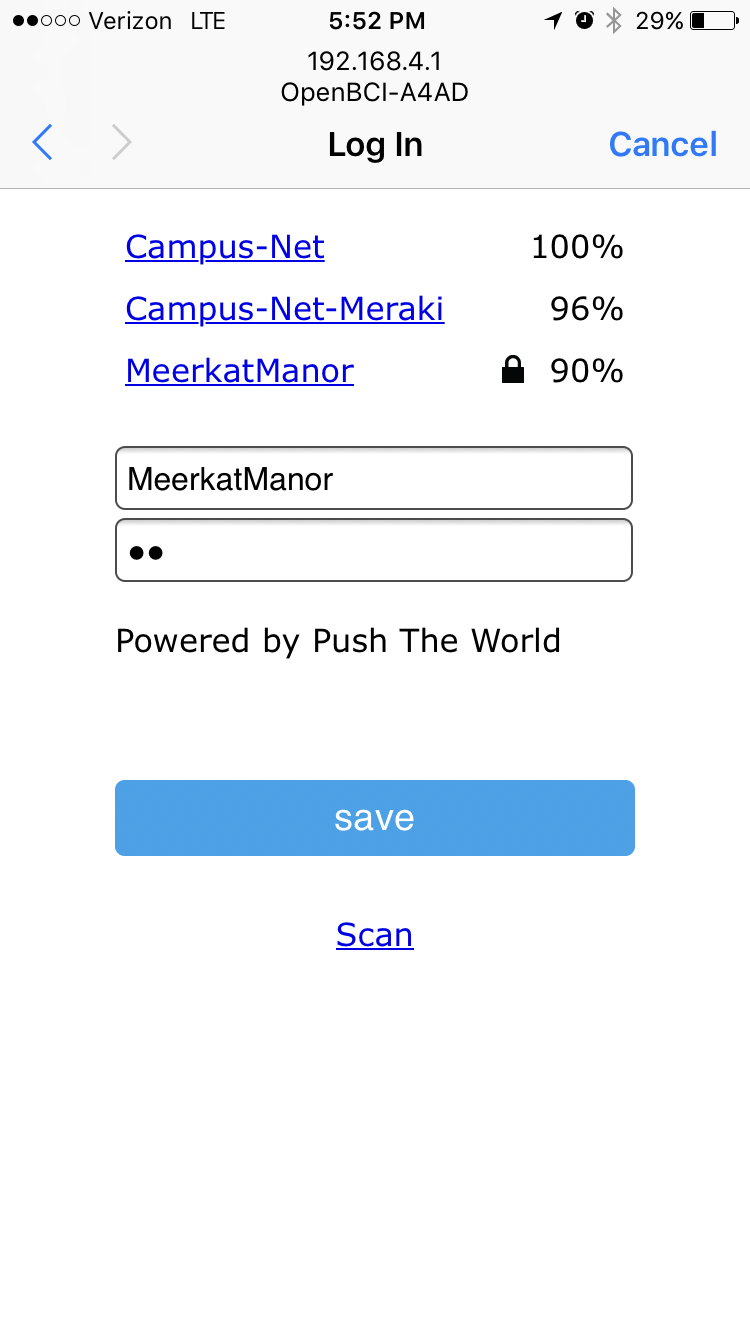 ●●○○○ Verizon LTE 5:52 PM 29%
192.168.4.1
OpenBCI-A4AD
Log In Cancel
Campus-Net 100%
Campus-Net-Meraki 96%
MeerkatManor 90%
MeerkatManor
●●
Powered by Push The World
save
Scan